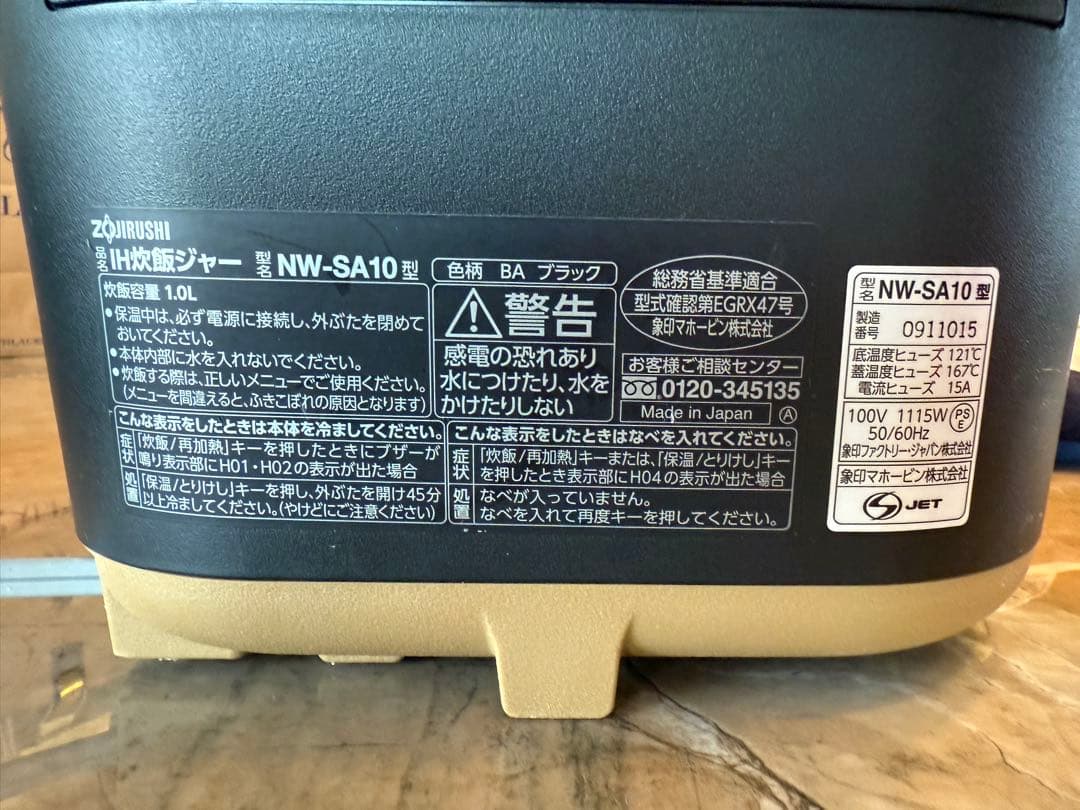 ZOJIRUSHI
品名 IH炊飯ジャー 型名 NW-SA10型
炊飯容量 1.0L
•保温中は、必ず電源に接続し、外ぶたを閉めて
おいてください。
•本体内部に水を入れないでください。
•炊飯する際は、正しいメニューでご使用ください。
(メニューを間違えると、ふきこぼれの原因となります)
色柄 BA ブラック
警告
感電の恐れあり
水につけたり、水を
かけたりしない
総務省基準適合
型式確認第EGRX47号
象印マホービン株式会社
お客様ご相談センター
0120-345135
Made in Japan Ⓐ
こんな表示をしたときは本体を冷ましてください。
症状 「炊飯/再加熱」キーを押したときにブザーが
鳴り表示部にH01・H02の表示が出た場合
処置 「保温/とりけし」キーを押し、外ぶたを開け45分
以上冷ましてください。(やけどにご注意ください)
こんな表示をしたときはなべを入れてください。
症状 「炊飯/再加熱」キーまたは、「保温/とりけし」キー
を押したとき表示部にH04の表示が出た場合
処置 なべが入っていません。
なべを入れて再度キーを押してください。
型名 NW-SA10型
製造番号 0911015
底温度ヒューズ 121℃
蓋温度ヒューズ 167℃
電流ヒューズ 15A
100V 1115W PSE
50/60Hz
象印ファクトリー・ジャパン株式会社
象印マホービン株式会社
JET